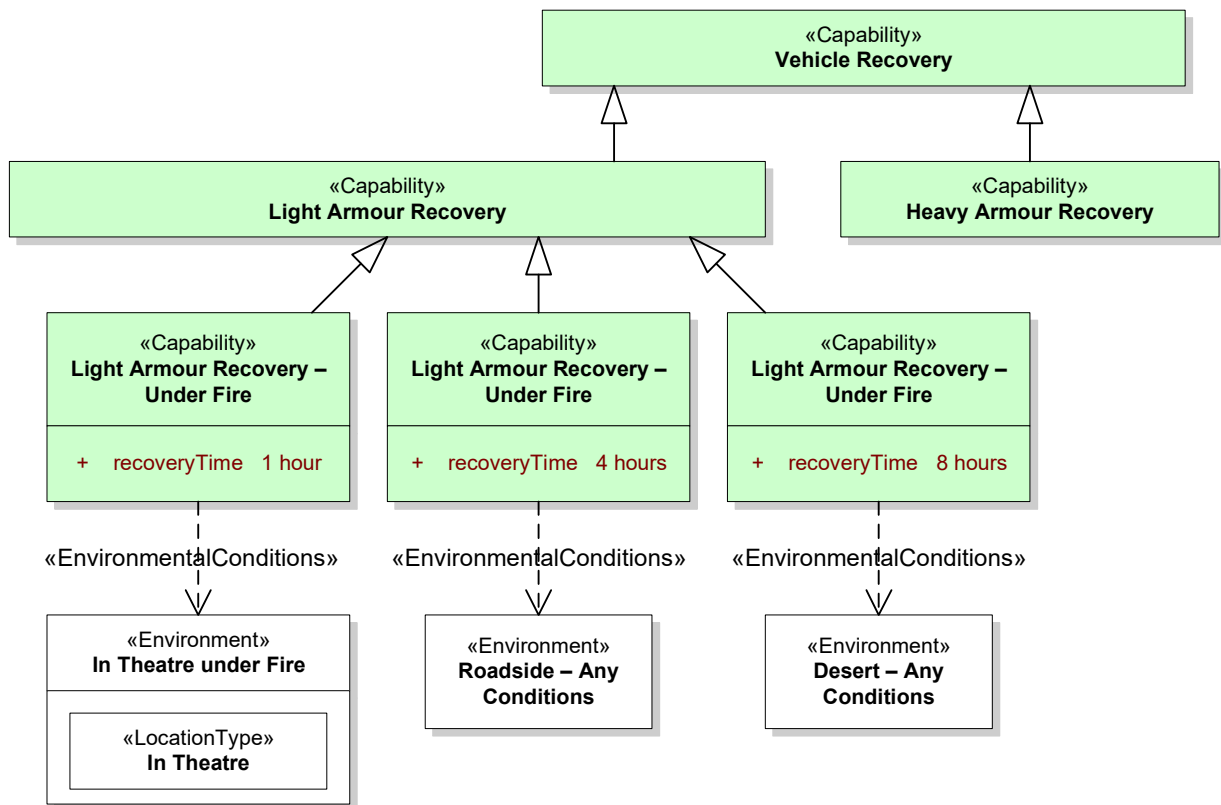 «Capability»
Vehicle Recovery
«Capability»
Light Armour Recovery
«Capability»
Heavy Armour Recovery
«Capability»
Light Armour Recovery –
Under Fire
+ recoveryTime 1 hour
«Capability»
Light Armour Recovery –
Under Fire
+ recoveryTime 4 hours
«Capability»
Light Armour Recovery –
Under Fire
+ recoveryTime 8 hours
«EnvironmentalConditions»
«EnvironmentalConditions»
«EnvironmentalConditions»
«Environment»
In Theatre under Fire
«LocationType»
In Theatre
«Environment»
Roadside – Any
Conditions
«Environment»
Desert – Any
Conditions